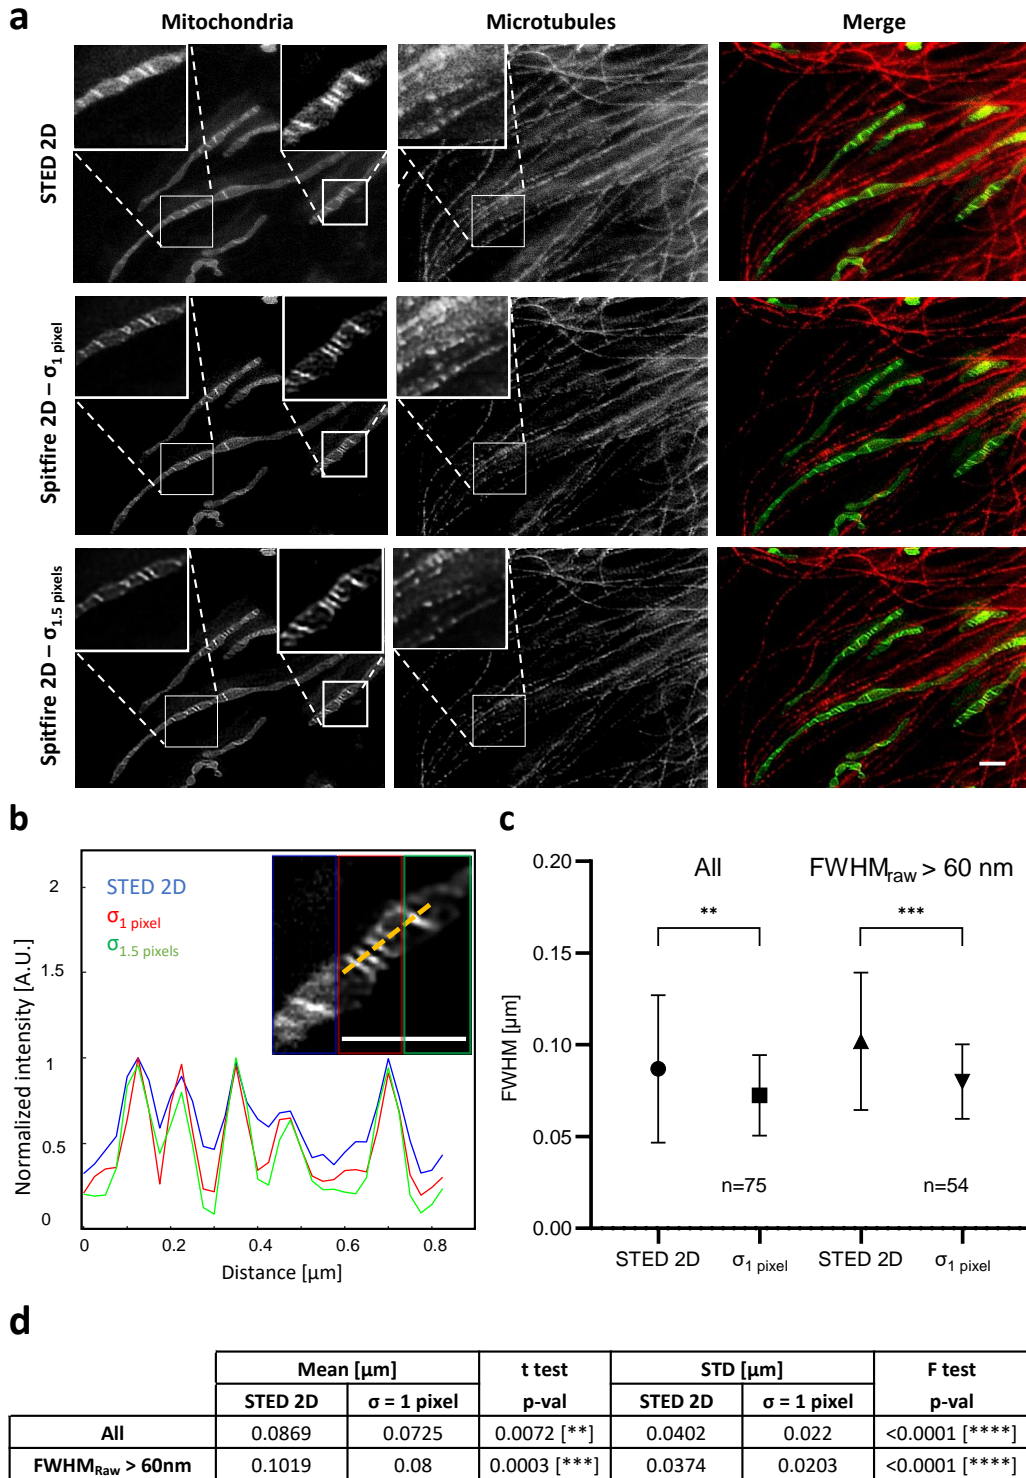 a
Mitochondria Microtubules Merge
STED 2D
Spitfire 2D – σ1 pixel
Spitfire 2D – σ1.5 pixels
b
2
1.5
1
0.5
0
0 0.2 0.4 0.6 0.8
Normalized intensity [A.U.]
Distance [µm]
STED 2D
σ1 pixel
σ1.5 pixels
c
0.20
0.15
0.10
0.05
0.00
FWHM [µm]
All FWHMraw > 60 nm
** ***
n=75 n=54
STED 2D σ1 pixel STED 2D σ1 pixel
d
Mean [µm] t test STD [µm] F test
STED 2D σ = 1 pixel p-val STED 2D σ = 1 pixel p-val
All 0.0869 0.0725 0.0072 [**] 0.0402 0.022 <0.0001 [****]
FWHMRaw > 60nm 0.1019 0.08 0.0003 [***] 0.0374 0.0203 <0.0001 [****]